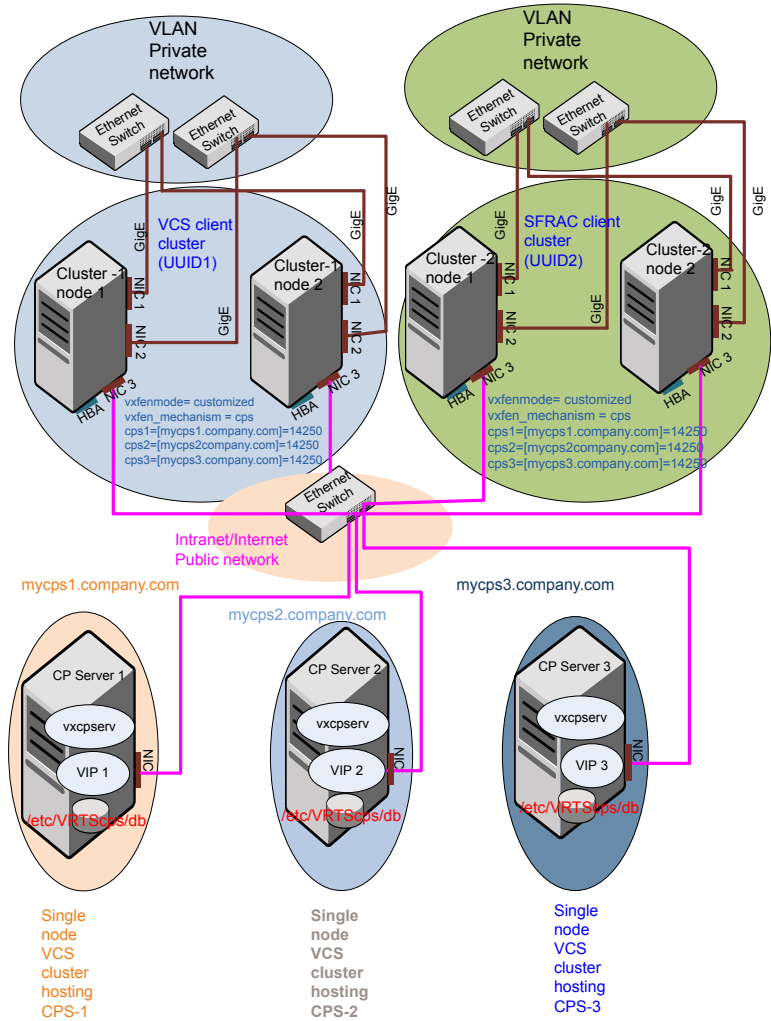 VLAN
Private
network
VLAN
Private
network
Ethernet
Switch
Ethernet
Switch
Ethernet
Switch
Ethernet
Switch
GigE
GigE
GigE
GigE
GigE
GigE
GigE
GigE
VCS client
cluster
(UUID1)
SFRAC client
cluster
(UUID2)
Cluster -1
node 1
Cluster-1
node 2
Cluster -2
node 1
Cluster-2
node 2
NIC 1
NIC 2
NIC 3
HBA
NIC 1
NIC 2
NIC 3
HBA
NIC 1
NIC 2
NIC 3
HBA
NIC 1
NIC 2
NIC 3
HBA
vxfenmode= customized
vxfen_mechanism = cps
cps1=[mycps1.company.com]=14250
cps2=[mycps2company.com]=14250
cps3=[mycps3.company.com]=14250
vxfenmode= customized
vxfen_mechanism = cps
cps1=[mycps1.company.com]=14250
cps2=[mycps2company.com]=14250
cps3=[mycps3.company.com]=14250
Ethernet
Switch
Intranet/Internet
Public network
mycps1.company.com
mycps2.company.com
mycps3.company.com
CP Server 1
vxcpserv
VIP 1
NIC
/etc/VRTScps/db
CP Server 2
vxcpserv
VIP 2
NIC
/etc/VRTScps/db
CP Server 3
vxcpserv
VIP 3
NIC
/etc/VRTScps/db
Single
node
VCS
cluster
hosting
CPS-1
Single
node
VCS
cluster
hosting
CPS-2
Single
node
VCS
cluster
hosting
CPS-3